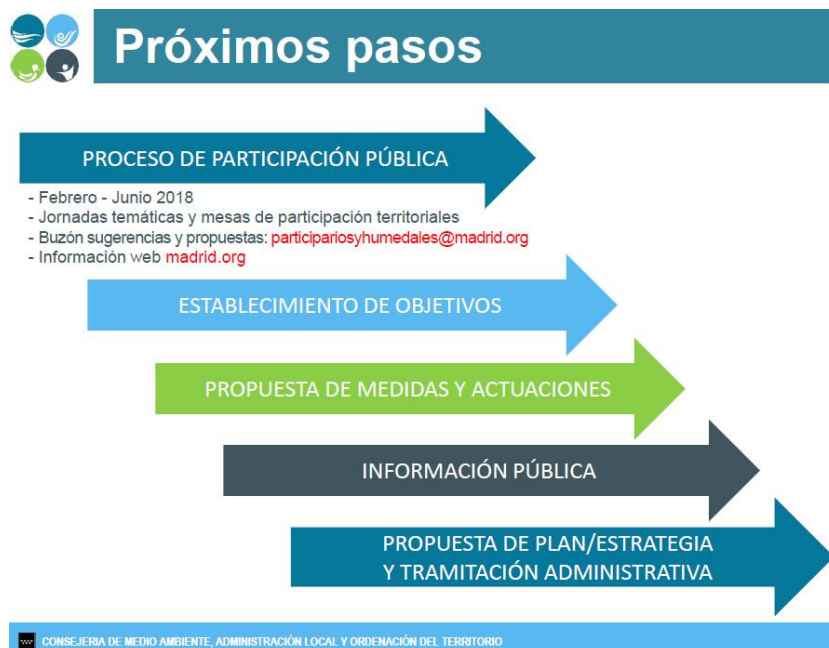 Próximos pasos
PROCESO DE PARTICIPACIÓN PÚBLICA
- Febrero - Junio 2018
- Jornadas temáticas y mesas de participación territoriales
- Buzón sugerencias y propuestas: participariosyhumedales@madrid.org
- Información web madrid.org
ESTABLECIMIENTO DE OBJETIVOS
PROPUESTA DE MEDIDAS Y ACTUACIONES
INFORMACIÓN PÚBLICA
PROPUESTA DE PLAN/ESTRATEGIA
Y TRAMITACIÓN ADMINISTRATIVA
CONSEJERIA DE MEDIO AMBIENTE, ADMINISTRACIÓN LOCAL Y ORDENACIÓN DEL TERRITORIO